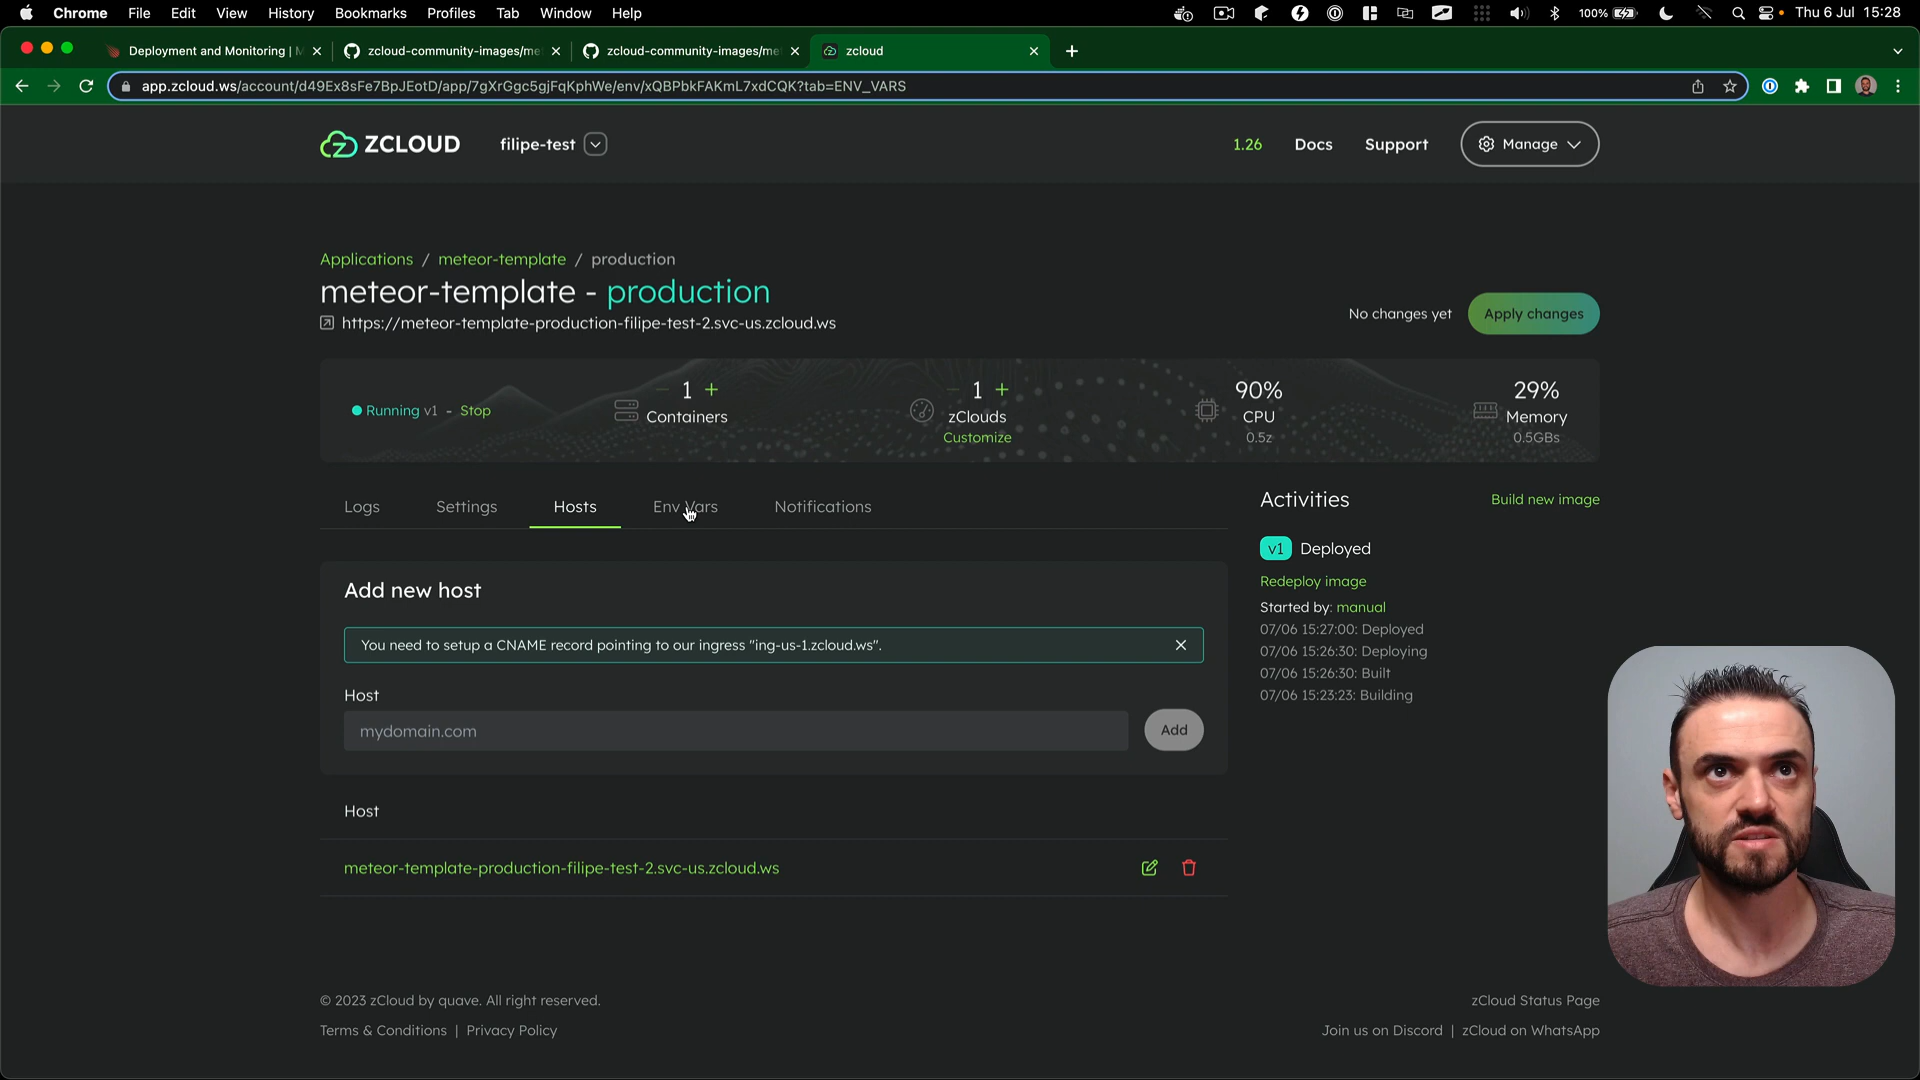 Chrome File Edit View History Bookmarks Profiles Tab Window Help 100% Thu 6 Jul 15:28
Deployment and Monitoring | M zcloud-community-images/me zcloud-community-images/me zcloud
app.zcloud.ws/account/d49Ex8sFe7BpJEotD/app/7gXrGgc5gjFqKphWe/env/xQBPbkFAKmL7xdCQK?tab=ENV_VARS
ZCLOUD filipe-test 1.26 Docs Support Manage
Applications / meteor-template / production
meteor-template - production
https://meteor-template-production-filipe-test-2.svc-us.zcloud.ws
No changes yet Apply changes
Running v1 - Stop
1 +
Containers
1 +
zClouds
Customize
90%
CPU
0.5z
29%
Memory
0.5GBs
Logs Settings Hosts Env Vars Notifications
Add new host
You need to setup a CNAME record pointing to our ingress "ing-us-1.zcloud.ws".
Host
mydomain.com Add
Host
meteor-template-production-filipe-test-2.svc-us.zcloud.ws
Activities Build new image
v1 Deployed
Redeploy image
Started by: manual
07/06 15:27:00: Deployed
07/06 15:26:30: Deploying
07/06 15:26:30: Built
07/06 15:23:23: Building
© 2023 zCloud by quave. All right reserved. zCloud Status Page
Terms & Conditions | Privacy Policy Join us on Discord | zCloud on WhatsApp